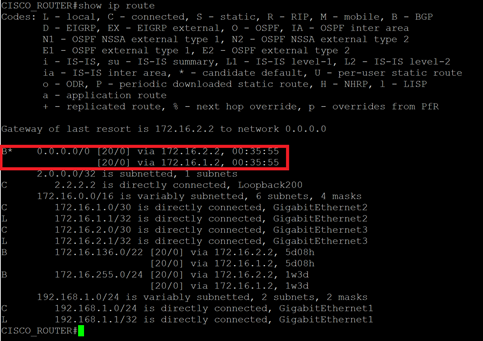 CISCO_ROUTER#show ip route
Codes: L - local, C - connected, S - static, R - RIP, M - mobile, B - BGP
D - EIGRP, EX - EIGRP external, O - OSPF, IA - OSPF inter area
N1 - OSPF NSSA external type 1, N2 - OSPF NSSA external type 2
E1 - OSPF external type 1, E2 - OSPF external type 2
i - IS-IS, su - IS-IS summary, L1 - IS-IS level-1, L2 - IS-IS level-2
ia - IS-IS inter area, * - candidate default, U - per-user static route
o - ODR, P - periodic downloaded static route, H - NHRP, l - LISP
a - application route
+ - replicated route, % - next hop override, p - overrides from PfR
Gateway of last resort is 172.16.2.2 to network 0.0.0.0
B* 0.0.0.0/0 [20/0] via 172.16.2.2, 00:35:55
[20/0] via 172.16.1.2, 00:35:55
2.0.0.0/32 is subnetted, 1 subnets
C 2.2.2.2 is directly connected, Loopback200
172.16.0.0/16 is variably subnetted, 6 subnets, 4 masks
C 172.16.1.0/30 is directly connected, GigabitEthernet2
L 172.16.1.1/32 is directly connected, GigabitEthernet2
C 172.16.2.0/30 is directly connected, GigabitEthernet3
L 172.16.2.1/32 is directly connected, GigabitEthernet3
B 172.16.136.0/22 [20/0] via 172.16.2.2, 5d08h
[20/0] via 172.16.1.2, 5d08h
B 172.16.255.0/24 [20/0] via 172.16.2.2, 1w3d
[20/0] via 172.16.1.2, 1w3d
192.168.1.0/24 is variably subnetted, 2 subnets, 2 masks
C 192.168.1.0/24 is directly connected, GigabitEthernet1
L 192.168.1.1/32 is directly connected, GigabitEthernet1
CISCO_ROUTER#